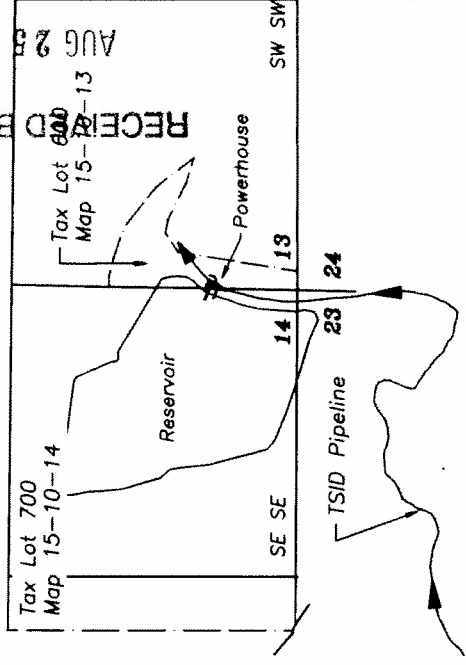 AUG 25
RECEIVED
SW SW
Tax Lot
Map 15-10-13
Powerhouse
Tax Lot 700
Map 15-10-14
Reservoir
14 13
23 24
SE SE
TSID Pipeline